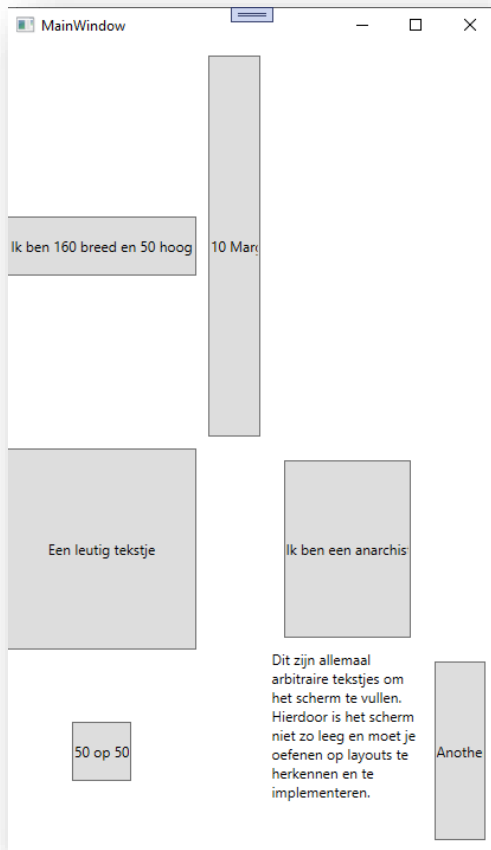 MainWindow
Ik ben 160 breed en 50 hoog
10 Marg
Een leutig tekstje
Ik ben een anarchis
Dit zijn allemaal
arbitraire tekstjes om
het scherm te vullen.
Hierdoor is het scherm
niet zo leeg en moet je
oefenen op layouts te
herkennen en te
implementeren.
50 op 50
Anothe